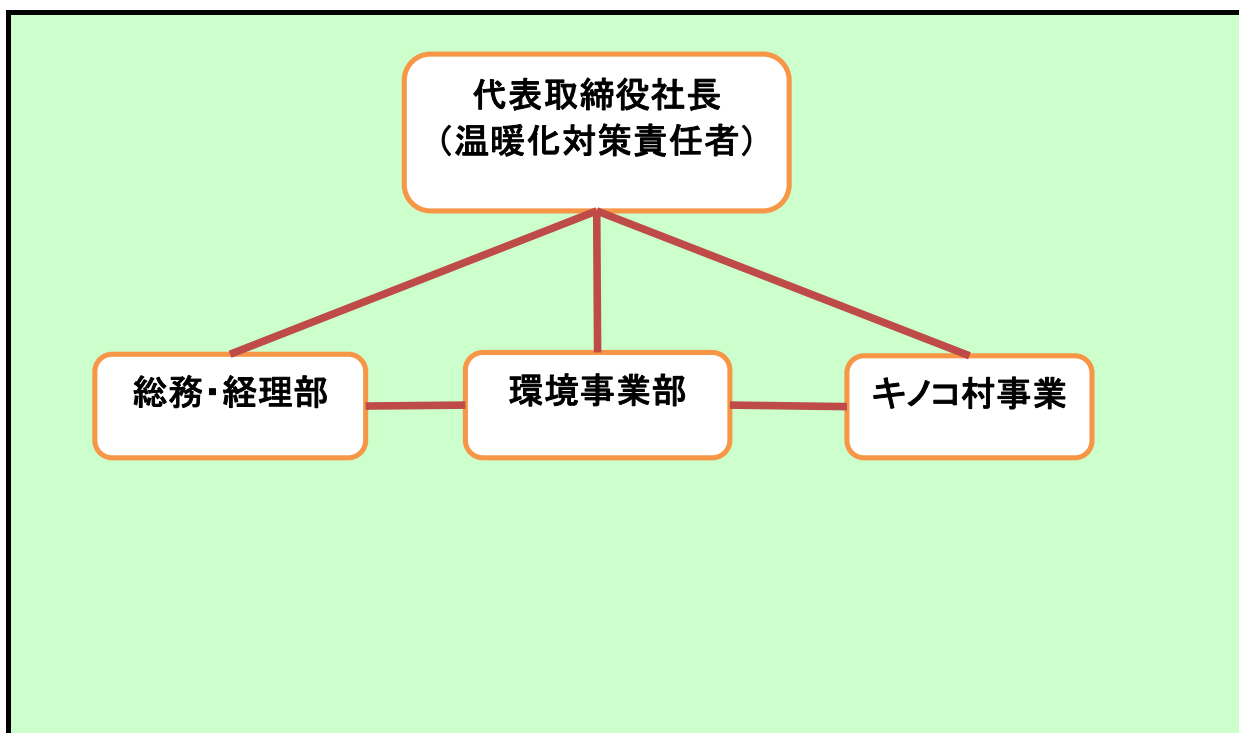 代表取締役社長
（温暖化対策責任者）
総務・経理部
環境事業部
キノコ村事業